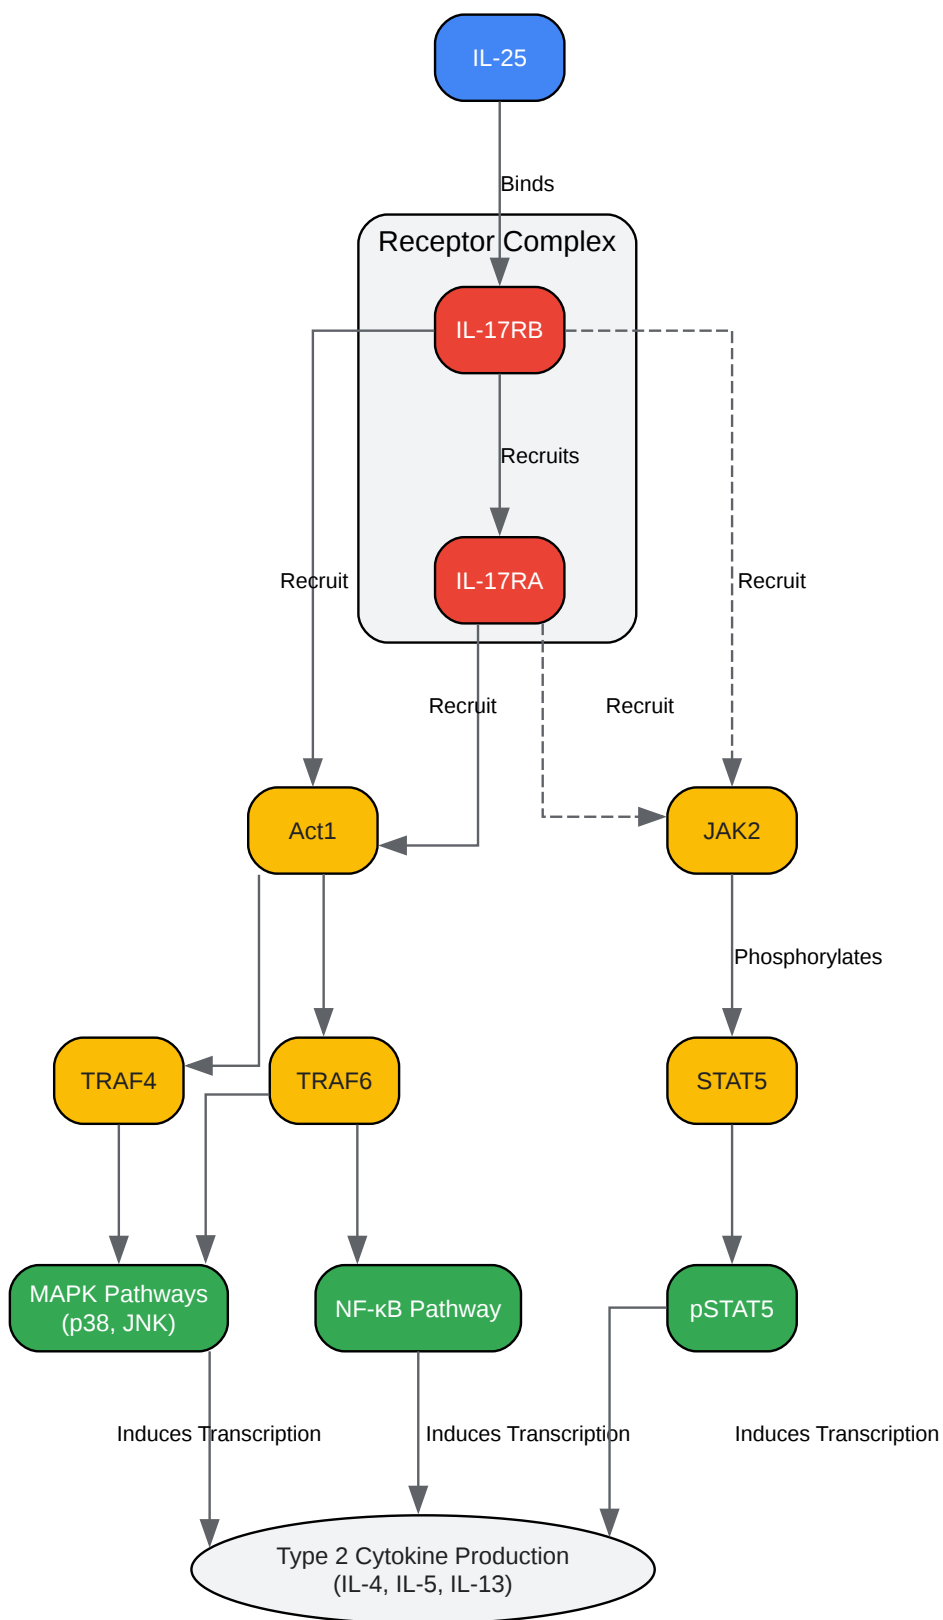 IL-25
Binds
Receptor Complex
IL-17RB
Recruits
IL-17RA
Recruit
Recruit
Recruit
Recruit
Act1
JAK2
Phosphorylates
TRAF4
TRAF6
STAT5
MAPK Pathways
(p38, JNK)
NF-κB Pathway
pSTAT5
Induces Transcription
Induces Transcription
Induces Transcription
Type 2 Cytokine Production
(IL-4, IL-5, IL-13)